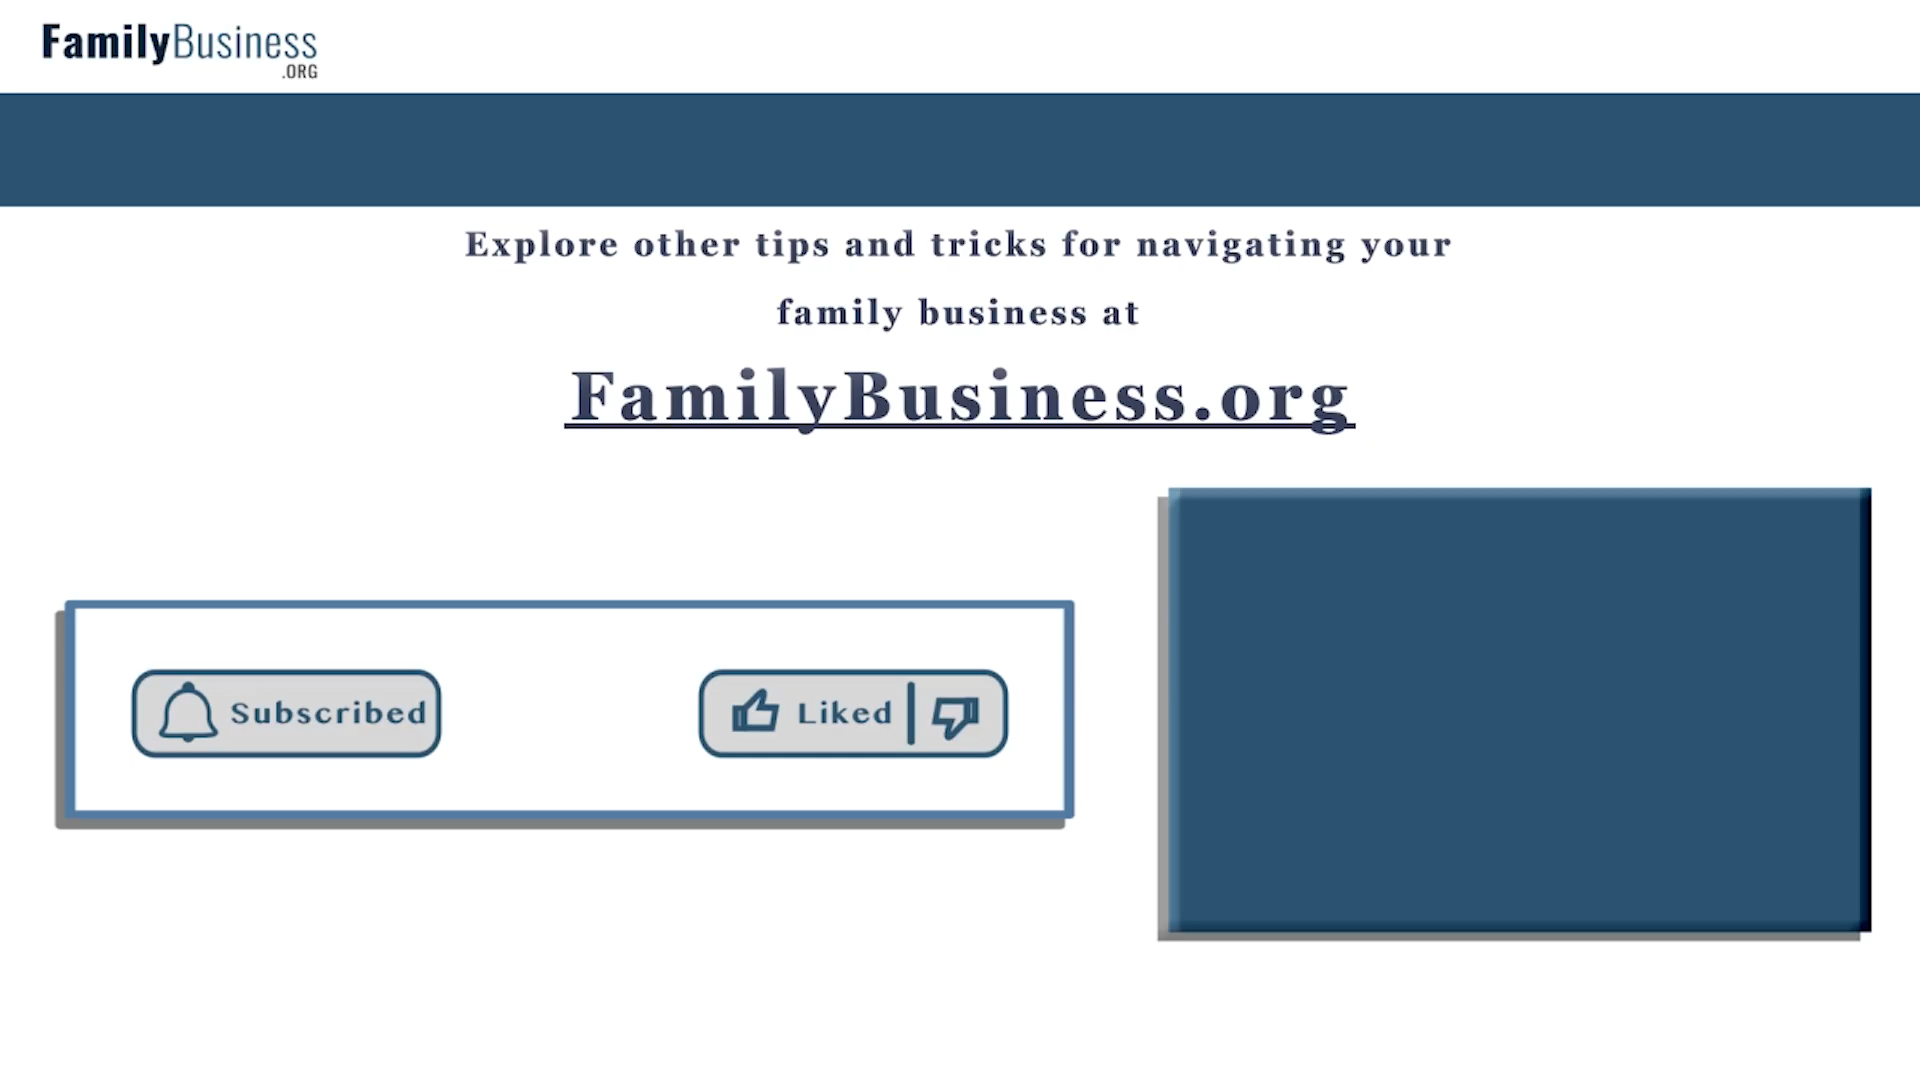 FamilyBusiness
.ORG
Explore other tips and tricks for navigating your
family business at
FamilyBusiness.org
Subscribed
Liked